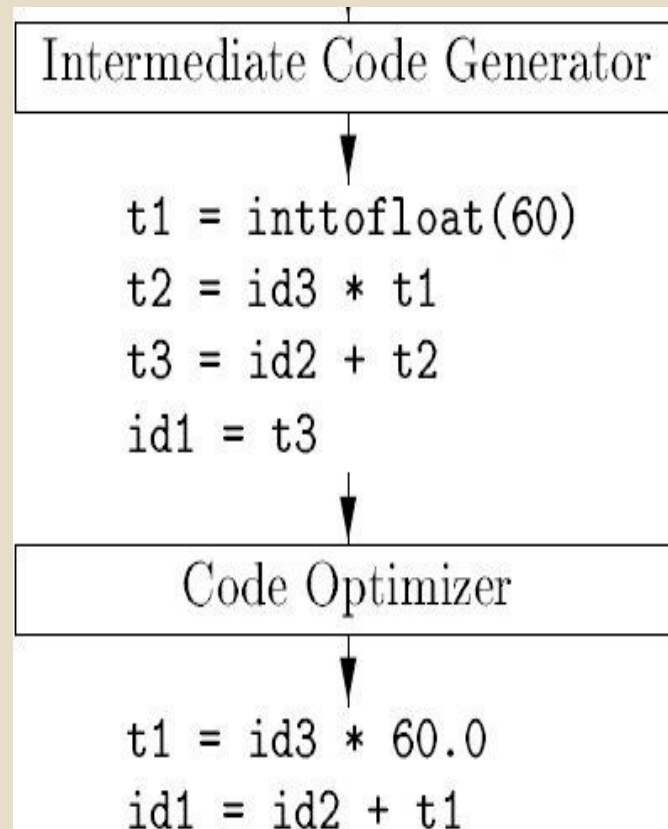 Intermediate Code Generator
t1 = inttofloat(60)
t2 = id3 * t1
t3 = id2 + t2
id1 = t3
Code Optimizer
t1 = id3 * 60.0
id1 = id2 + t1